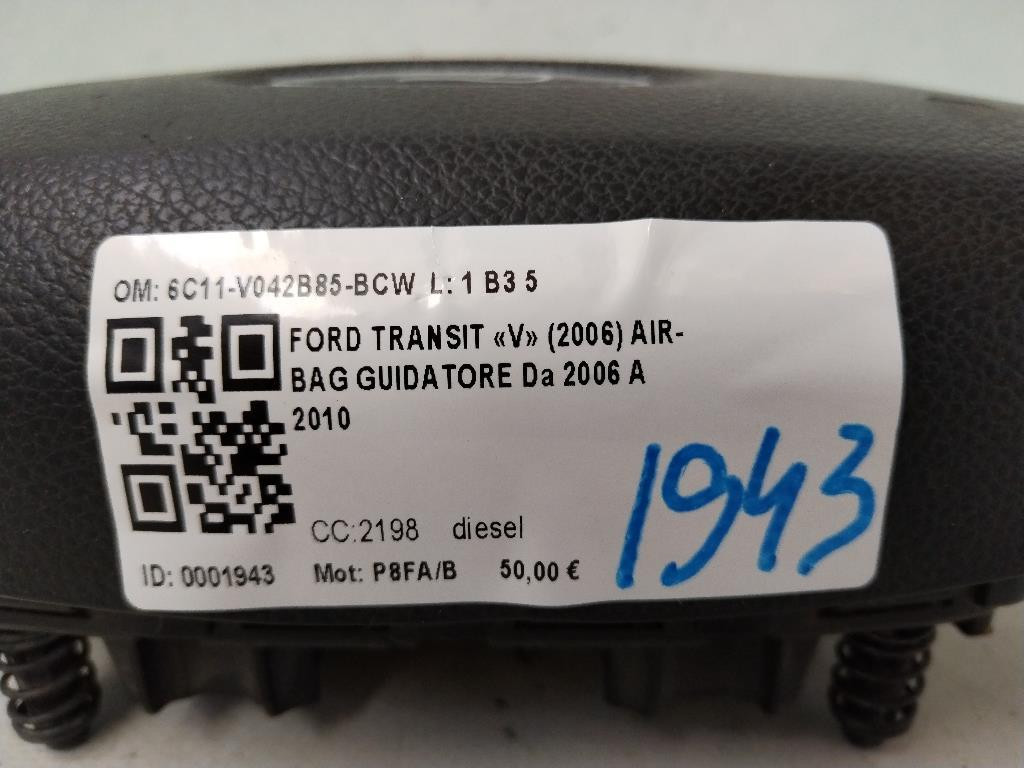 OM: 6C11-V042B85-BCW L: 1 B3 5
FORD TRANSIT «V» (2006) AIR-
BAG GUIDATORE Da 2006 A
2010
CC:2198 diesel
ID: 0001943 Mot: P8FA/B 50,00 €
1943